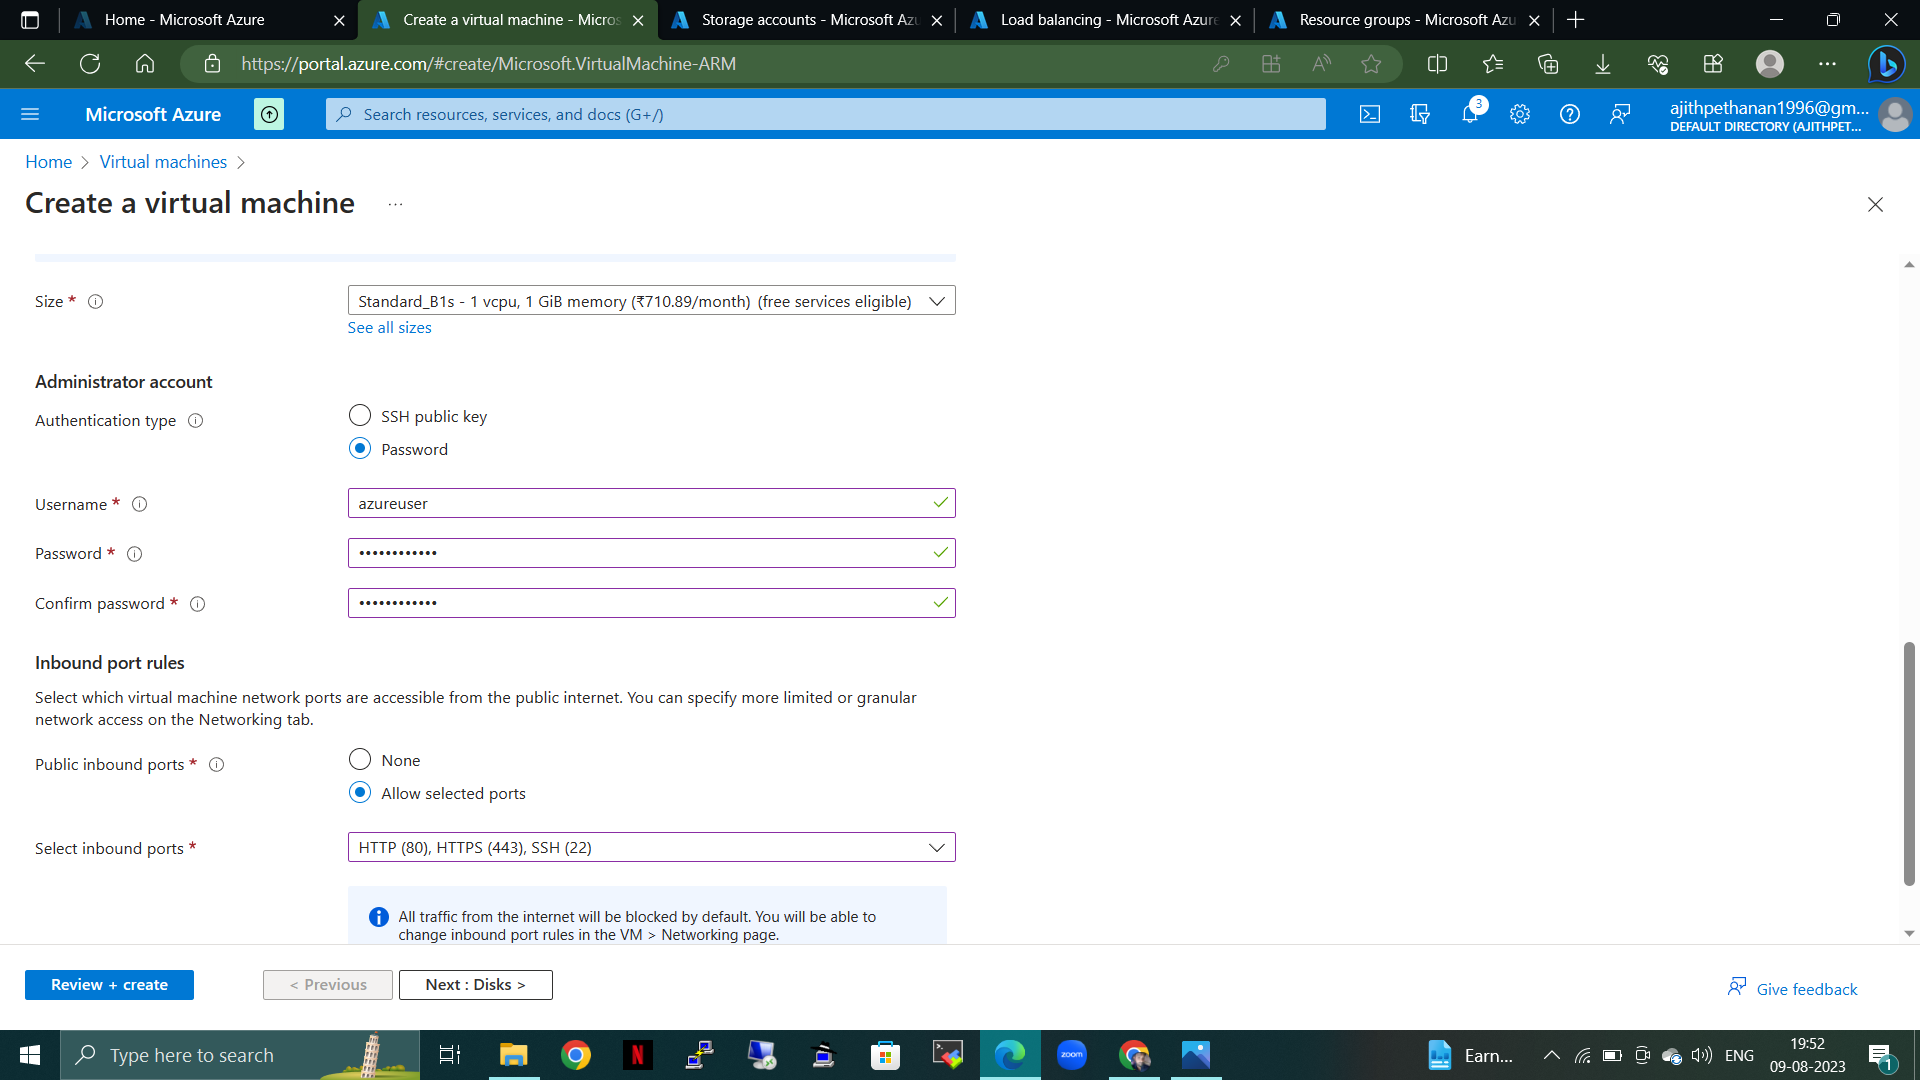 Home - Microsoft Azure
Create a virtual machine - Micros
Storage accounts - Microsoft Azu
Load balancing - Microsoft Azure
Resource groups - Microsoft Azu
https://portal.azure.com/#create/Microsoft.VirtualMachine-ARM
Microsoft Azure
Search resources, services, and docs (G+/)
3
ajithpethanan1996@gm...
DEFAULT DIRECTORY (AJITHPET...
Home > Virtual machines >
Create a virtual machine ...
Size *
Standard_B1s - 1 vcpu, 1 GiB memory (₹710.89/month) (free services eligible)
See all sizes
Administrator account
Authentication type
SSH public key
Password
Username *
azureuser
Password *
••••••••••••
Confirm password *
••••••••••••
Inbound port rules
Select which virtual machine network ports are accessible from the public internet. You can specify more limited or granular
network access on the Networking tab.
Public inbound ports *
None
Allow selected ports
Select inbound ports *
HTTP (80), HTTPS (443), SSH (22)
All traffic from the internet will be blocked by default. You will be able to
change inbound port rules in the VM > Networking page.
Review + create
< Previous
Next : Disks >
Give feedback
Type here to search
N
zoom
Earn...
ENG
19:52
09-08-2023
1